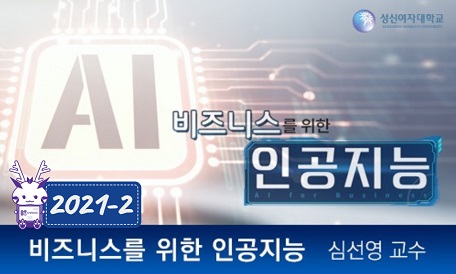 성신여자대학교
AI
비즈니스를 위한
인공지능
AI for Business
2021-2
비즈니스를 위한 인공지능 심선영 교수